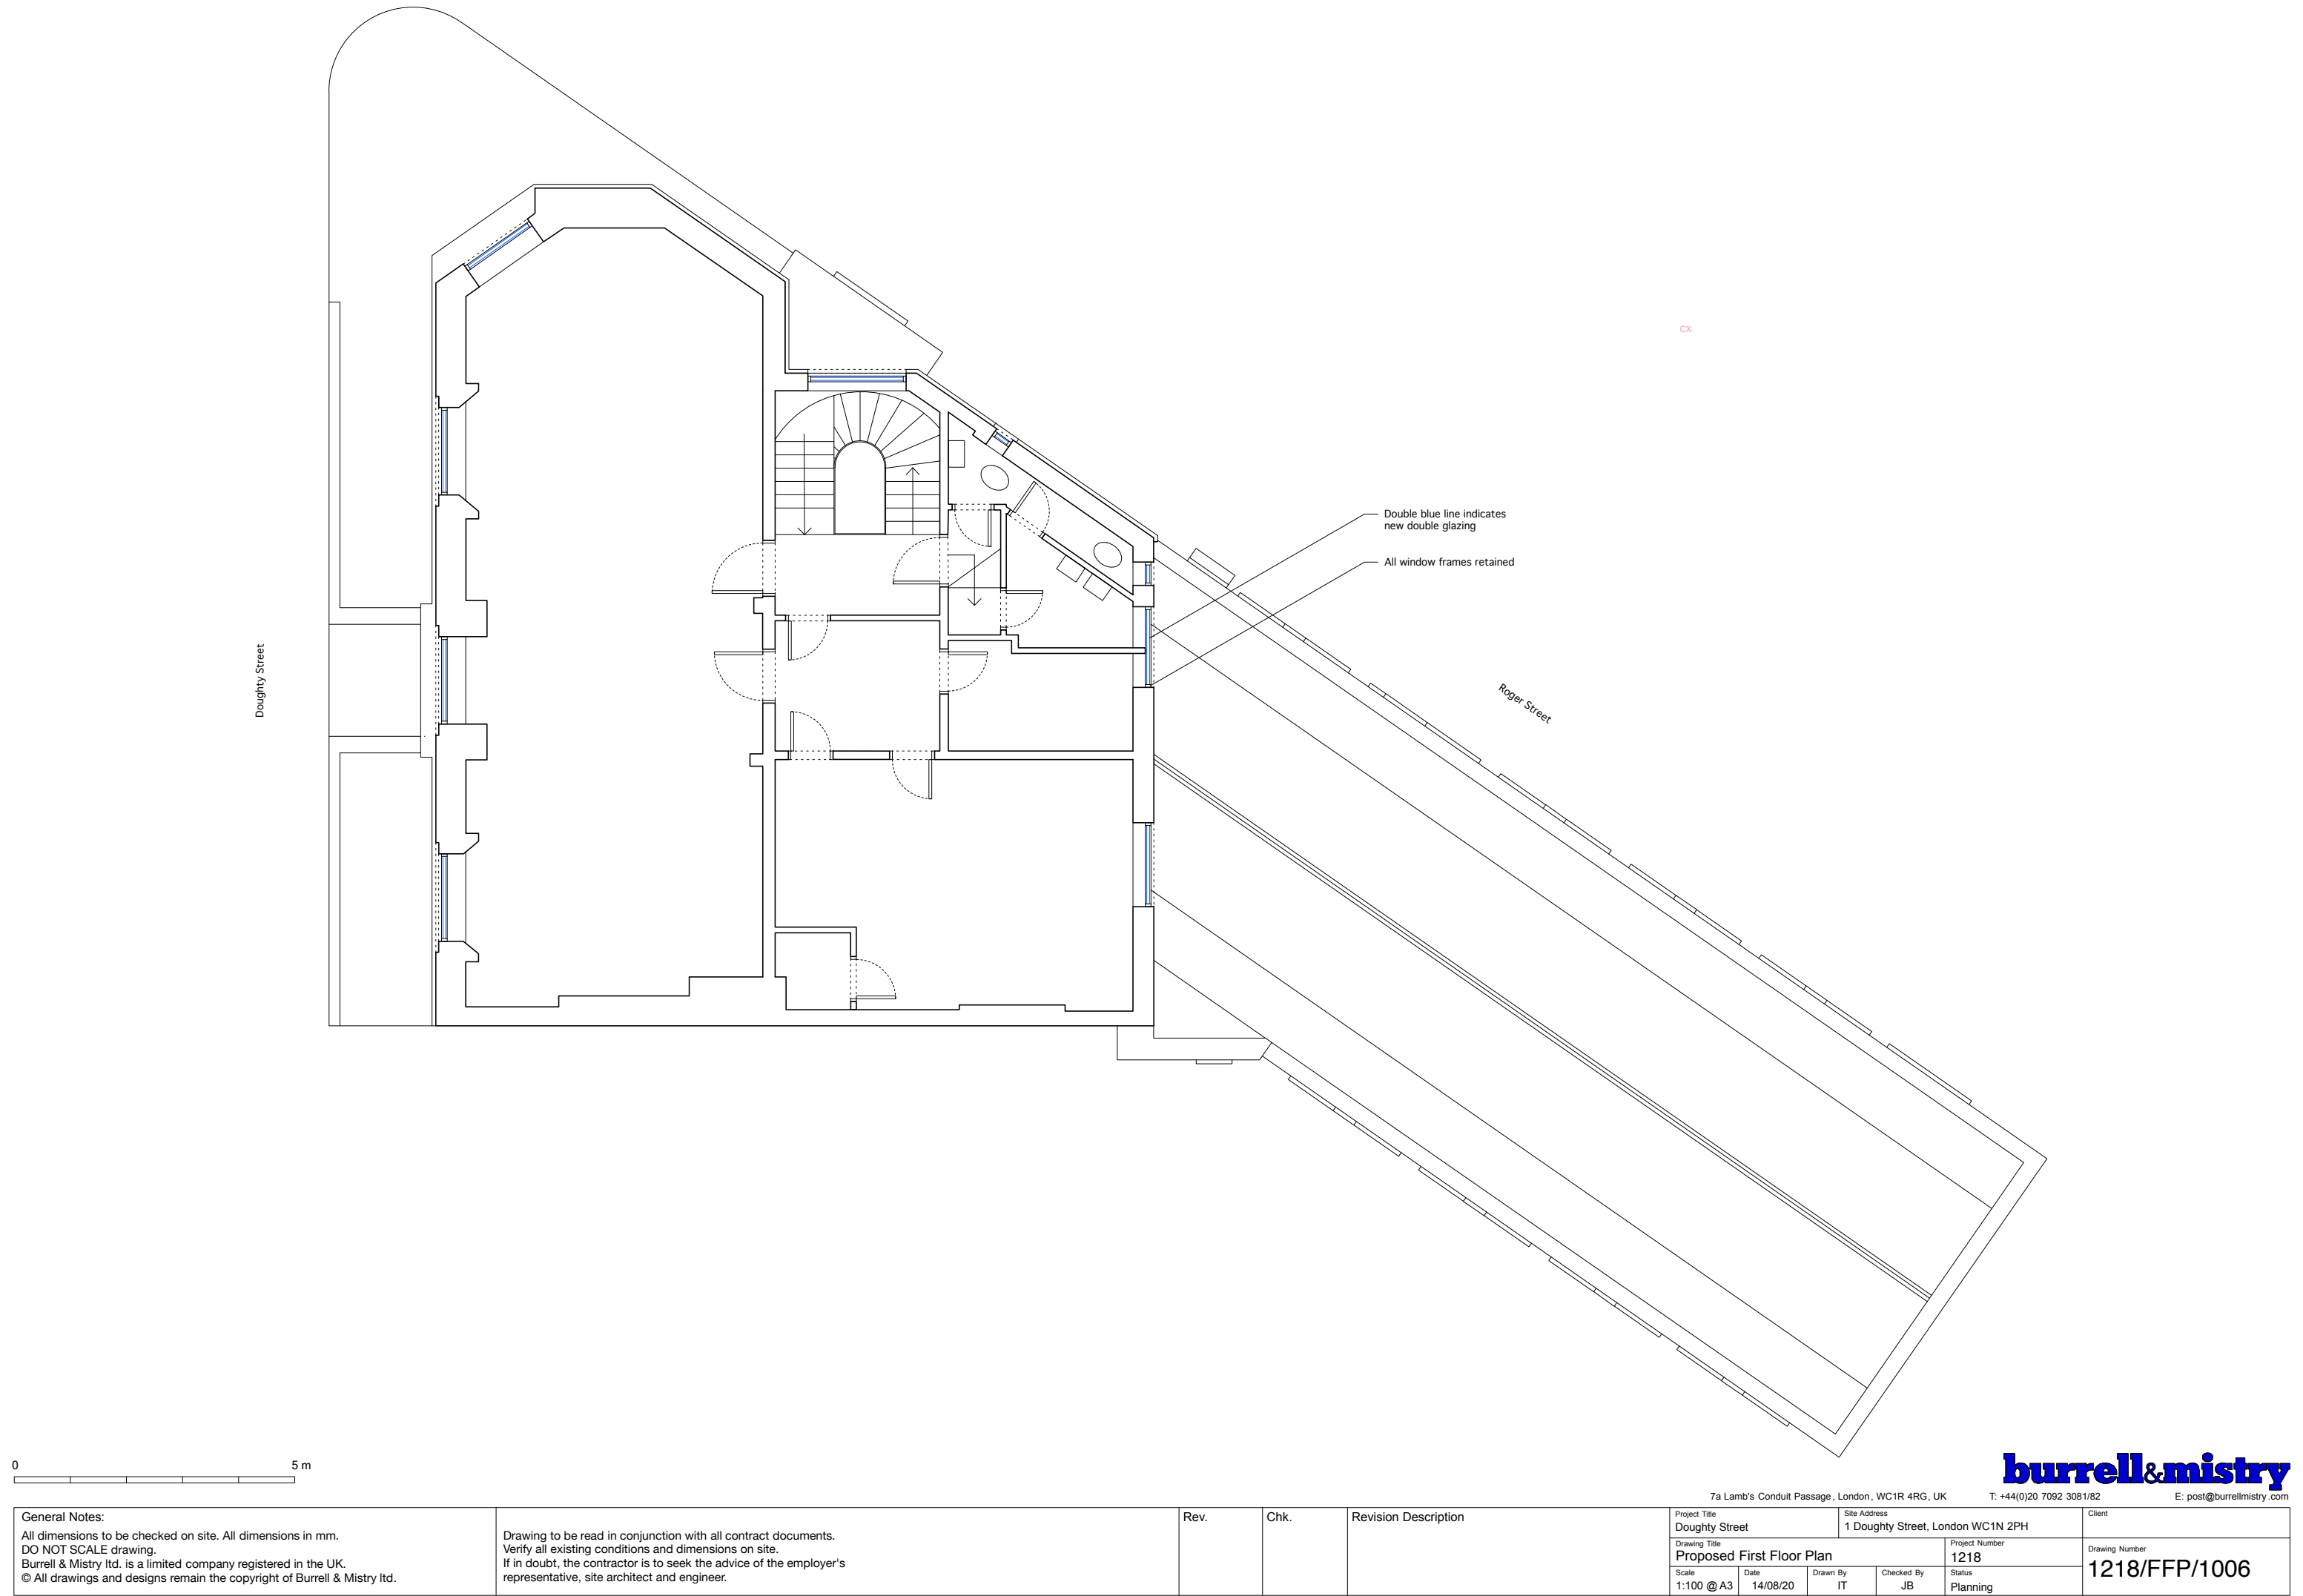 CX
Double blue line indicates
new double glazing
All window frames retained
Doughty Street
Roger Street
0 5 m
burrell&mistry
7a Lamb's Conduit Passage, London, WC1R 4RG, UK T: +44(0)20 7092 3081/82 E: post@burrellmistry.com
General Notes:
All dimensions to be checked on site. All dimensions in mm.
DO NOT SCALE drawing.
Burrell & Mistry ltd. is a limited company registered in the UK.
© All drawings and designs remain the copyright of Burrell & Mistry ltd.
Drawing to be read in conjunction with all contract documents.
Verify all existing conditions and dimensions on site.
If in doubt, the contractor is to seek the advice of the employer's
representative, site architect and engineer.
Rev. Chk. Revision Description
Project Title
Doughty Street
Site Address
1 Doughty Street, London WC1N 2PH
Client
Drawing Title
Proposed First Floor Plan
Project Number
1218
Drawing Number
1218/FFP/1006
Scale
1:100 @ A3
Date
14/08/20
Drawn By
IT
Checked By
JB
Status
Planning